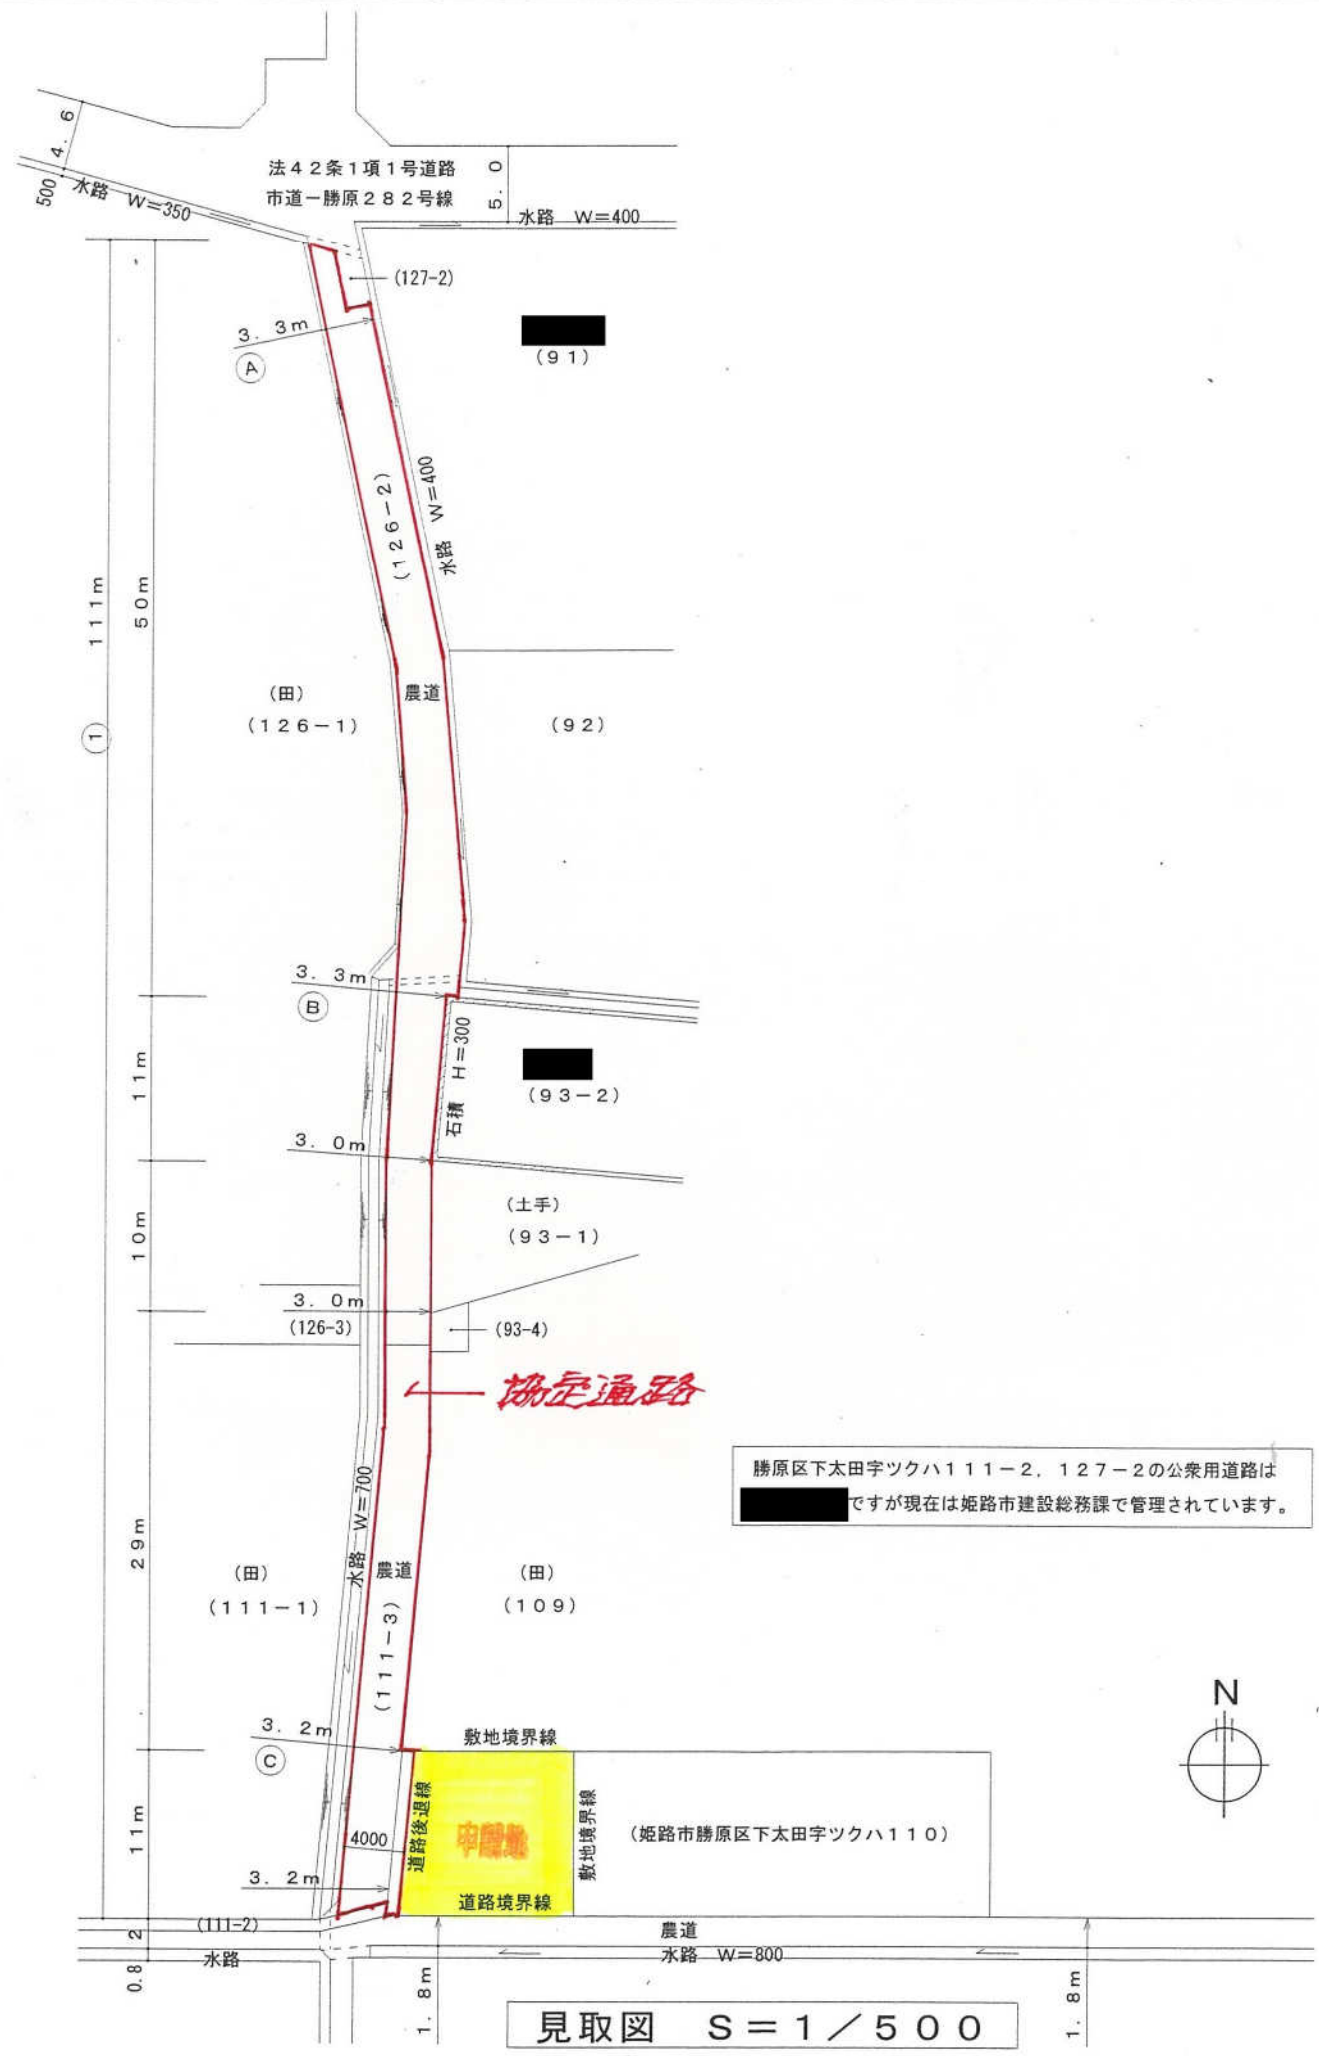 4.6
500
水路 W=350
法42条1項1号道路
市道一勝原282号線
5.0
水路 W=400
(127-2)
3.3m
A
(91)
(126-2)
水路 W=400
111m
50m
1
(田)
(126-1)
農道
(92)
3.3m
B
11m
石積 H=300
(93-2)
3.0m
(土手)
(93-1)
10m
3.0m
(126-3)
(93-4)
協定通路
勝原区下太田字ツクハ111-2,127-2の公衆用道路は
ですが現在は姫路市建設総務課で管理されています。
29m
水路 W=700
(田)
(111-1)
農道
(111-3)
(田)
(109)
N
3.2m
C
敷地境界線
11m
4000
道路後退線
申請地
敷地境界線
(姫路市勝原区下太田字ツクハ110)
3.2m
道路境界線
2
(111-2)
農道
0.8
水路
水路 W=800
1.8m
1.8m
見取図 S=1/500